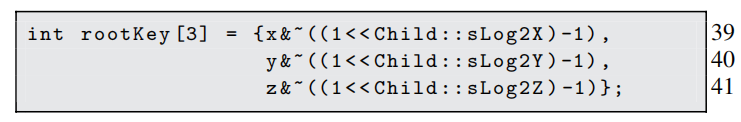 int rootKey[3] = {x&~((1<<Child::sLog2X)-1), 39
y&~((1<<Child::sLog2Y)-1), 40
z&~((1<<Child::sLog2Z)-1)}; 41